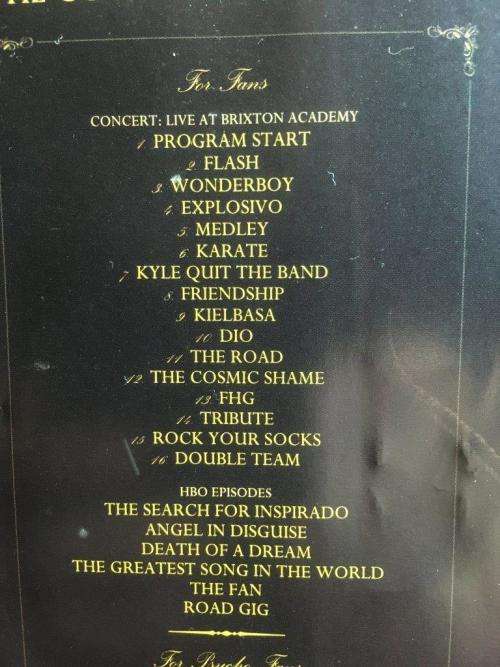 For Fans
CONCERT: LIVE AT BRIXTON ACADEMY
1. PROGRAM START
2. FLASH
3. WONDERBOY
4. EXPLOSIVO
5. MEDLEY
6. KARATE
7. KYLE QUIT THE BAND
8. FRIENDSHIP
9. KIELBASA
10. DIO
11. THE ROAD
12. THE COSMIC SHAME
13. FHG
14. TRIBUTE
15. ROCK YOUR SOCKS
16. DOUBLE TEAM
HBO EPISODES
THE SEARCH FOR INSPIRADO
ANGEL IN DISGUISE
DEATH OF A DREAM
THE GREATEST SONG IN THE WORLD
THE FAN
ROAD GIG
For Psycho Fans